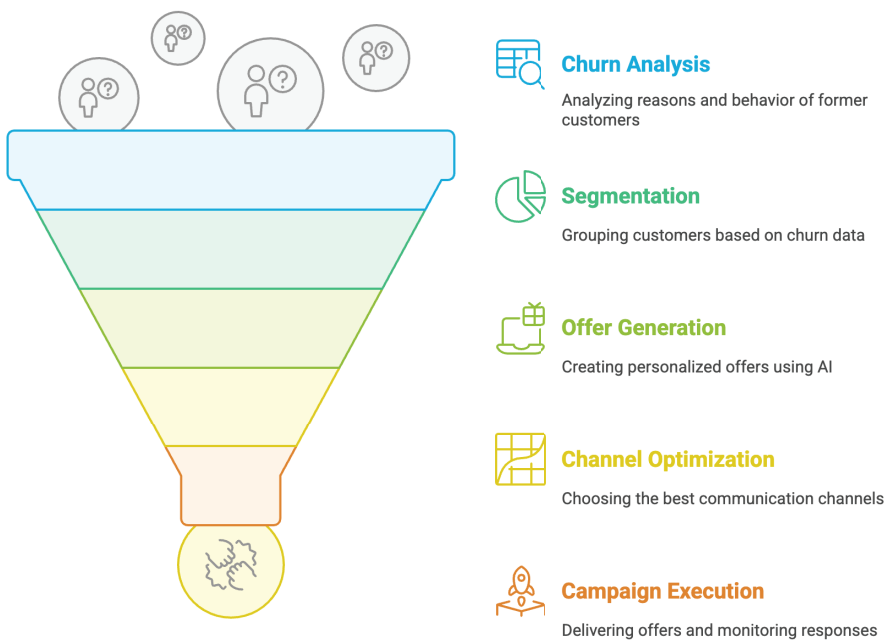 Churn Analysis
Analyzing reasons and behavior of former
customers
Segmentation
Grouping customers based on churn data
Offer Generation
Creating personalized offers using AI
Channel Optimization
Choosing the best communication channels
Campaign Execution
Delivering offers and monitoring responses